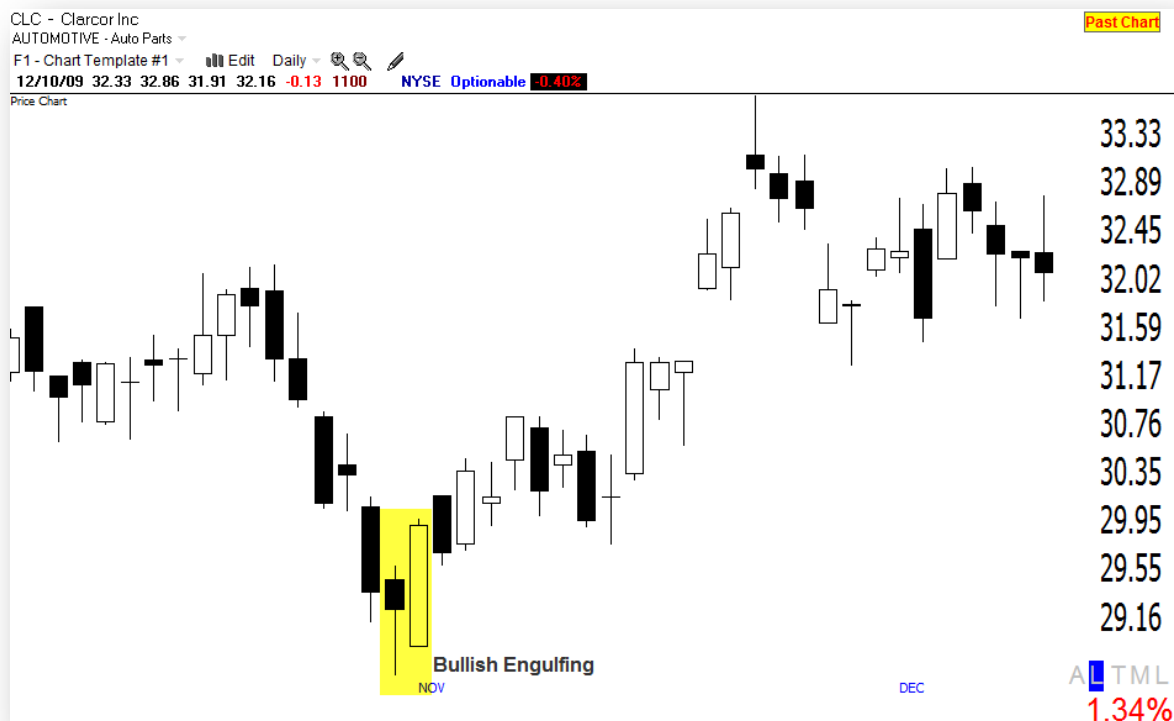 CLC - Clarcor Inc
Past Chart
AUTOMOTIVE - Auto Parts
F1 - Chart Template #1 Edit Daily
12/10/09 32.33 32.86 31.91 32.16 -0.13 1100 NYSE Optionable -0.40%
Price Chart
33.33
32.89
32.45
32.02
31.59
31.17
30.76
30.35
29.95
29.55
29.16
Bullish Engulfing
NOV DEC
A L T M L
1.34%